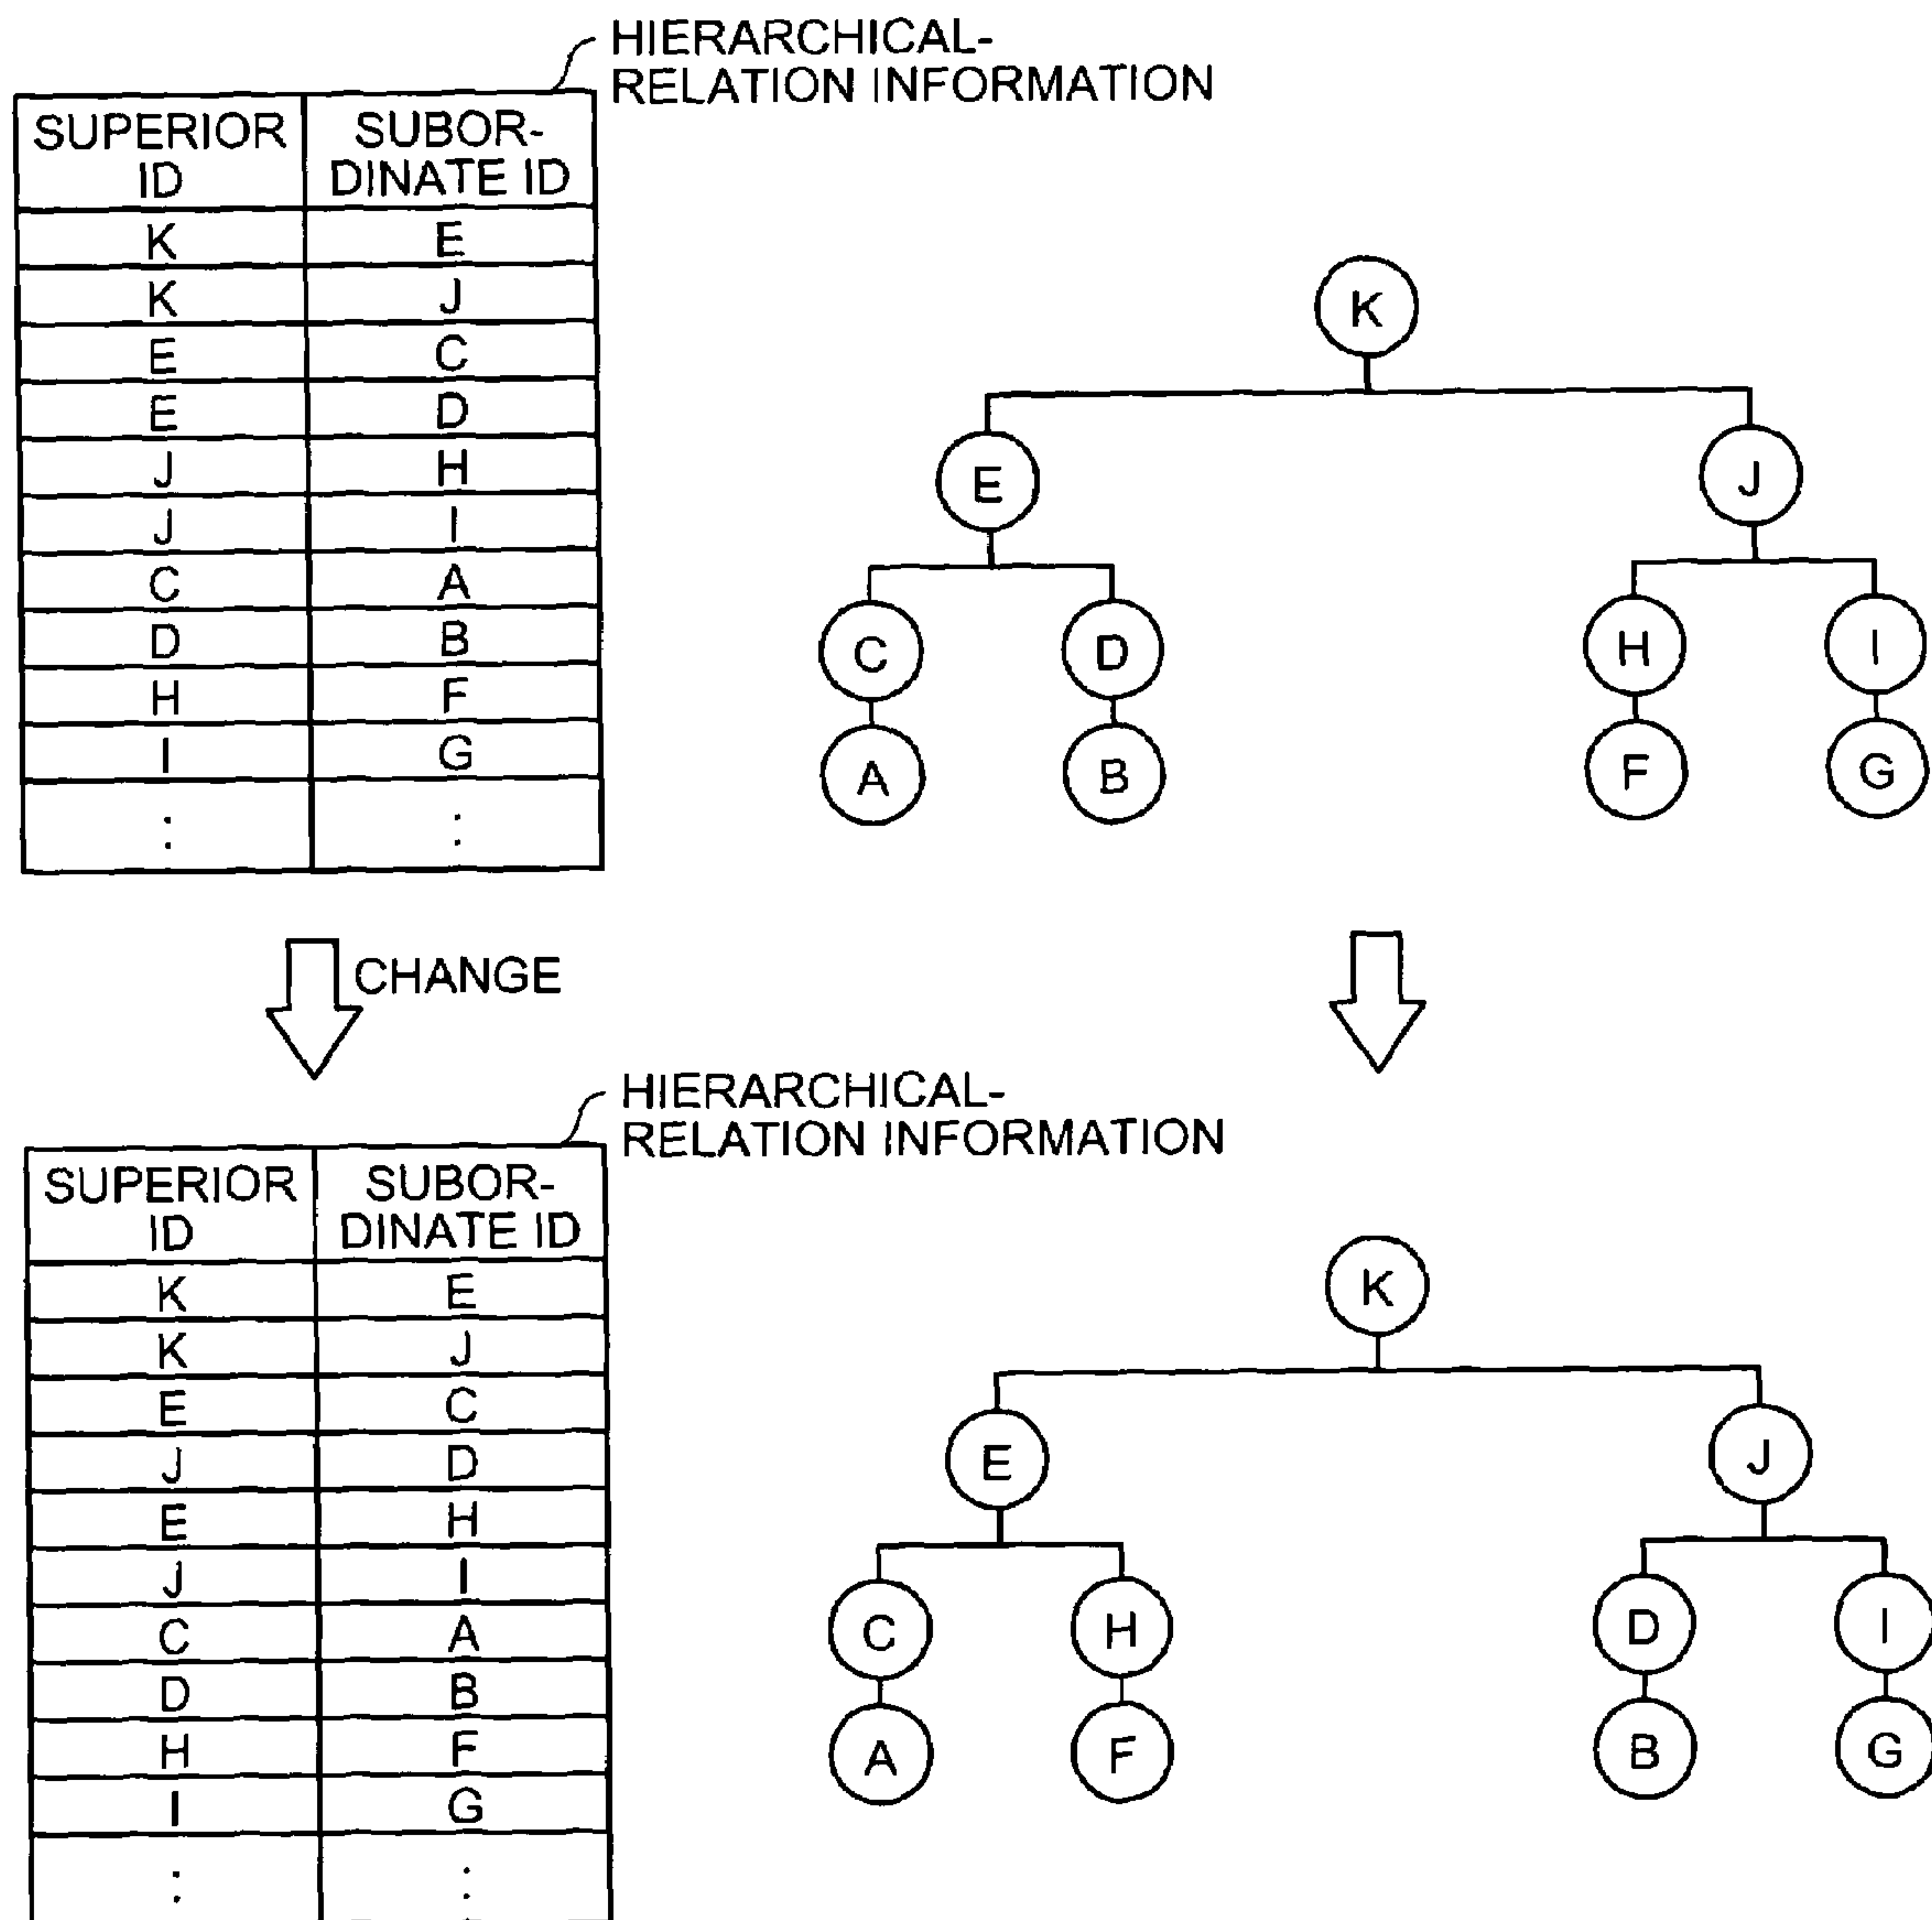 HIERARCHICAL-
RELATION INFORMATION
SUPERIOR ID SUBOR-
DINATE ID
K E
K J
E C
E D
J H
J I
C A
D B
H F
I G
: :
K
E J
C D H I
A B F G
CHANGE
HIERARCHICAL-
RELATION INFORMATION
SUPERIOR ID SUBOR-
DINATE ID
K E
K J
E C
J D
E H
J I
C A
D B
H F
I G
: :
K
E J
C H D I
A F B G